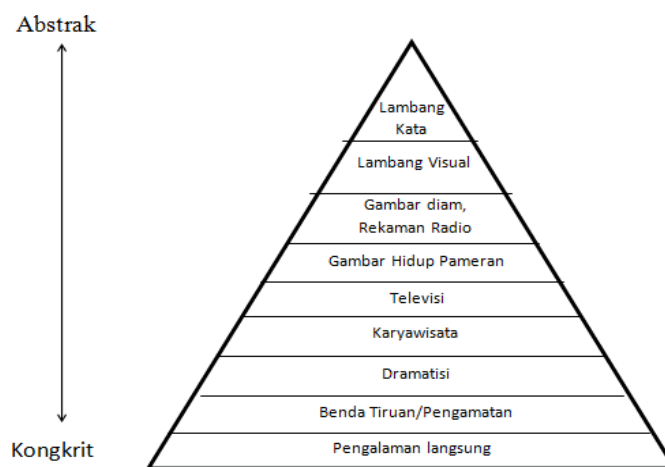 Abstrak
Lambang
Kata
Lambang Visual
Gambar diam,
Rekaman Radio
Gambar Hidup Pameran
Televisi
Karyawisata
Dramatisi
Benda Tiruan/Pengamatan
Kongkrit
Pengalaman langsung